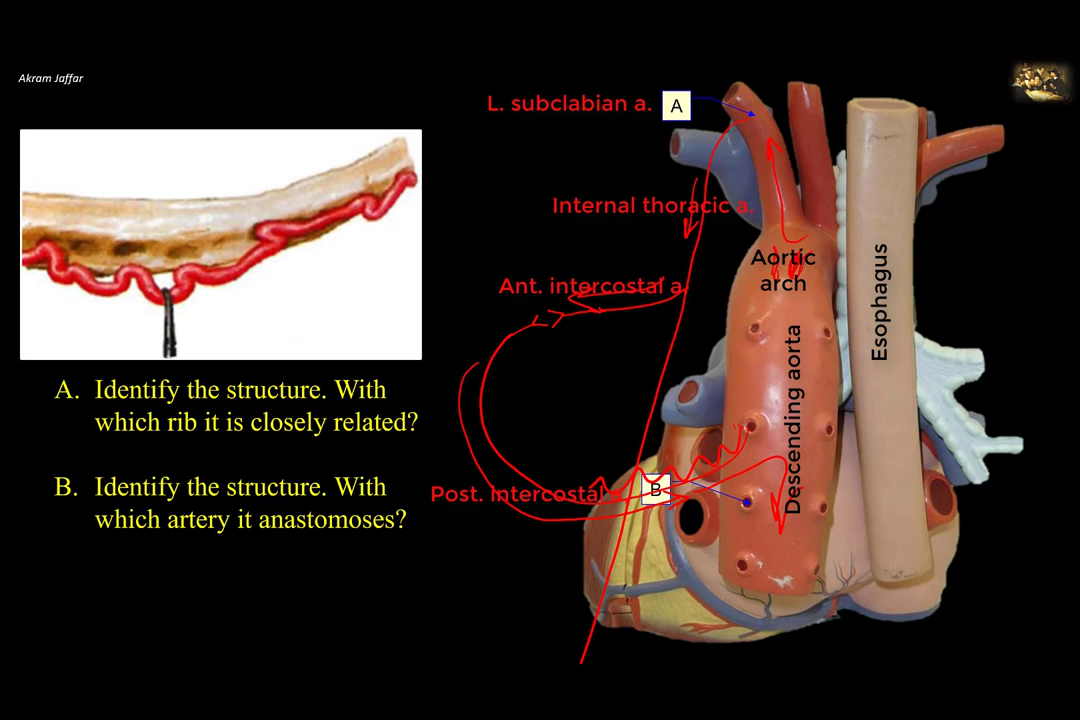 Akram Jaffar
L. subclabian a.
A
Internal thoracic a.
Ant. intercostal a.
Aortic
arch
Esophagus
Descending aorta
A. Identify the structure. With
which rib it is closely related?
B. Identify the structure. With
which artery it anastomoses?
Post. intercostal
B